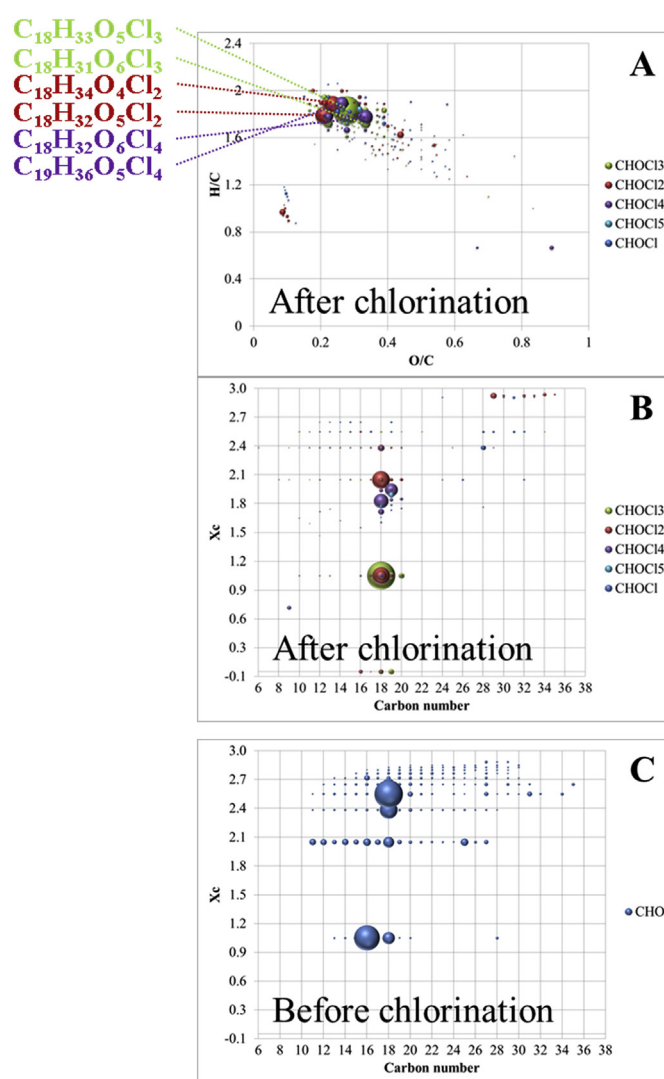 C₁₈H₃₃O₅Cl₃
C₁₈H₃₁O₆Cl₃
C₁₈H₃₄O₄Cl₂
C₁₈H₃₂O₅Cl₂
C₁₈H₃₂O₆Cl₄
C₁₉H₃₆O₅Cl₄
A
2.4
2
1.6
1.2
0.8
0.4
0
H/C
0 0.2 0.4 0.6 0.8 1
O/C
After chlorination
CHOCl3
CHOCl2
CHOCl4
CHOCl5
CHOCl
B
3.0
2.7
2.4
2.1
1.8
1.5
1.2
0.9
0.6
0.3
-0.1
Xc
6 8 10 12 14 16 18 20 22 24 26 28 30 32 34 36 38
Carbon number
After chlorination
CHOCl3
CHOCl2
CHOCl4
CHOCl5
CHOCl
C
3.0
2.7
2.4
2.1
1.8
1.5
1.2
0.9
0.6
0.3
-0.1
Xc
6 8 10 12 14 16 18 20 22 24 26 28 30 32 34 36 38
Carbon number
Before chlorination
CHO